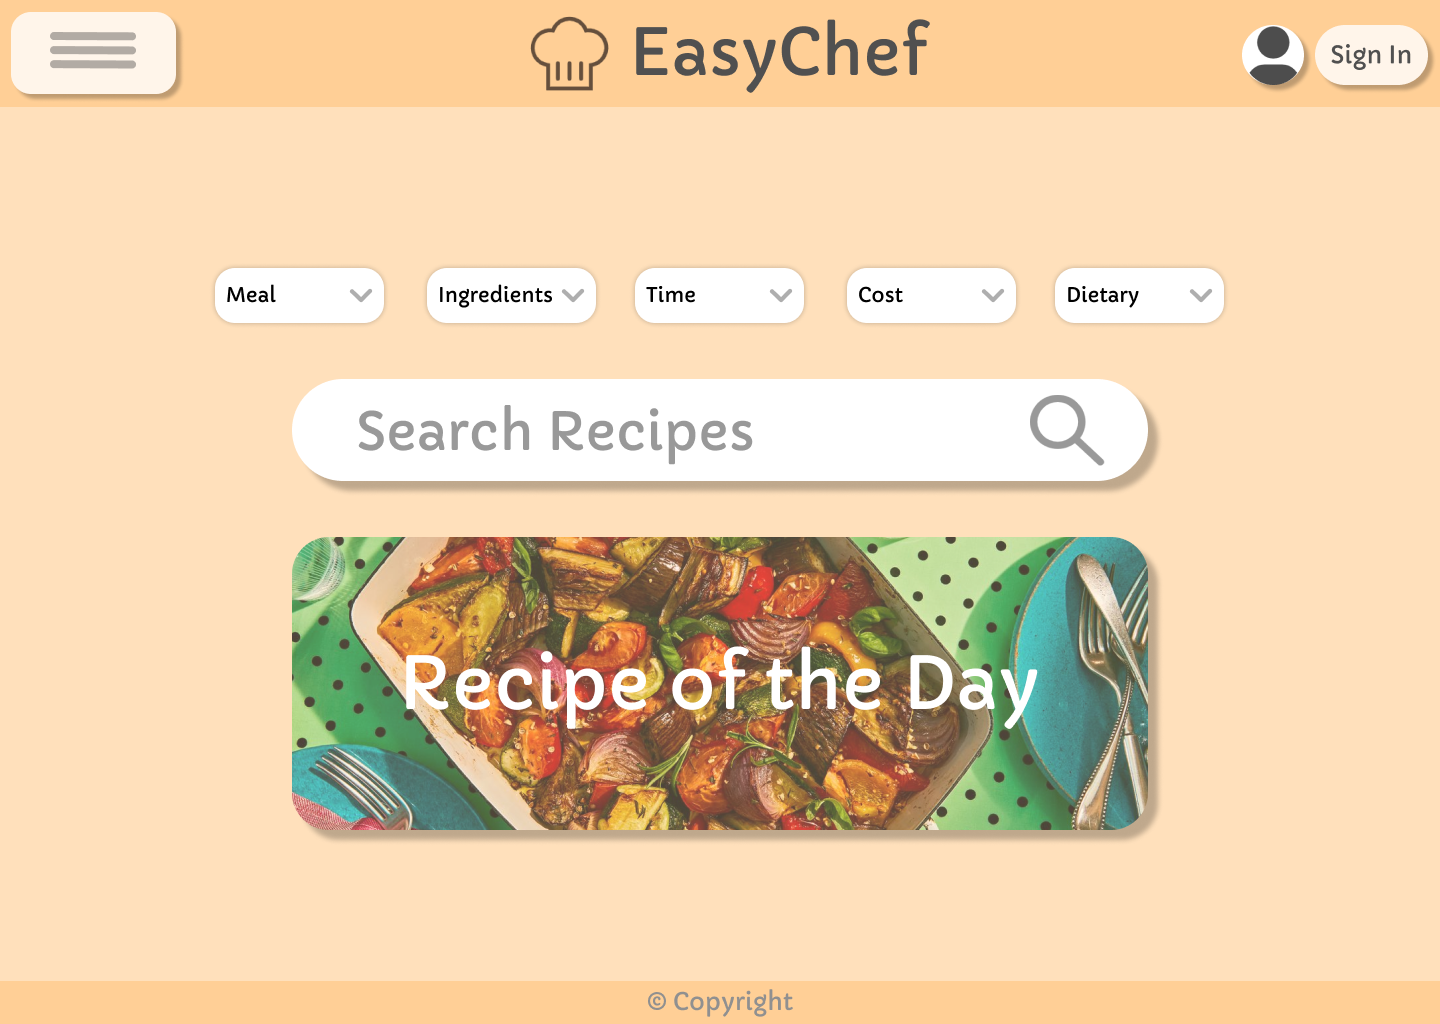 EasyChef
Sign In
Meal
Ingredients
Time
Cost
Dietary
Search Recipes
Recipe of the Day
© Copyright